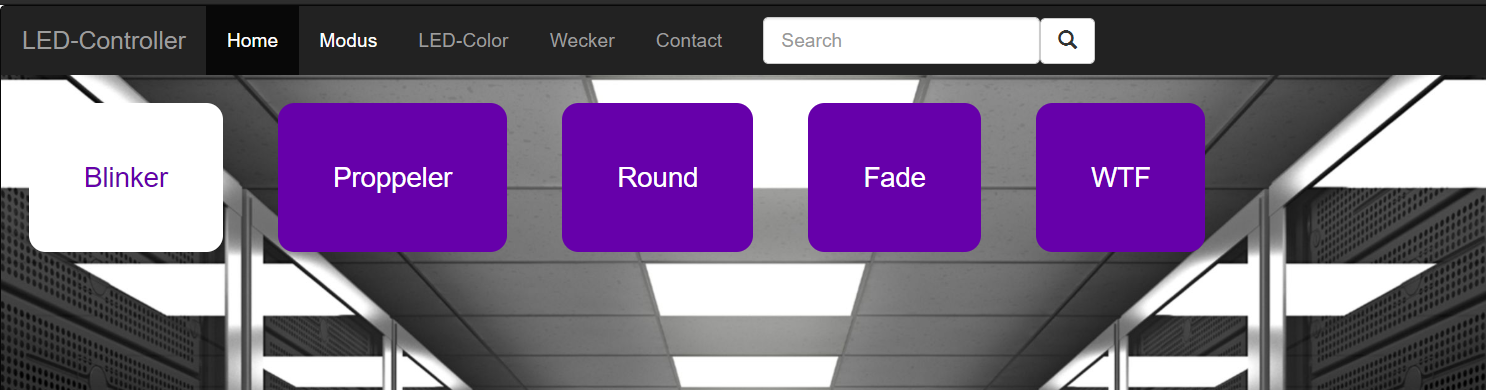 LED-Controller Home Modus LED-Color Wecker Contact Search
Blinker Proppeler Round Fade WTF